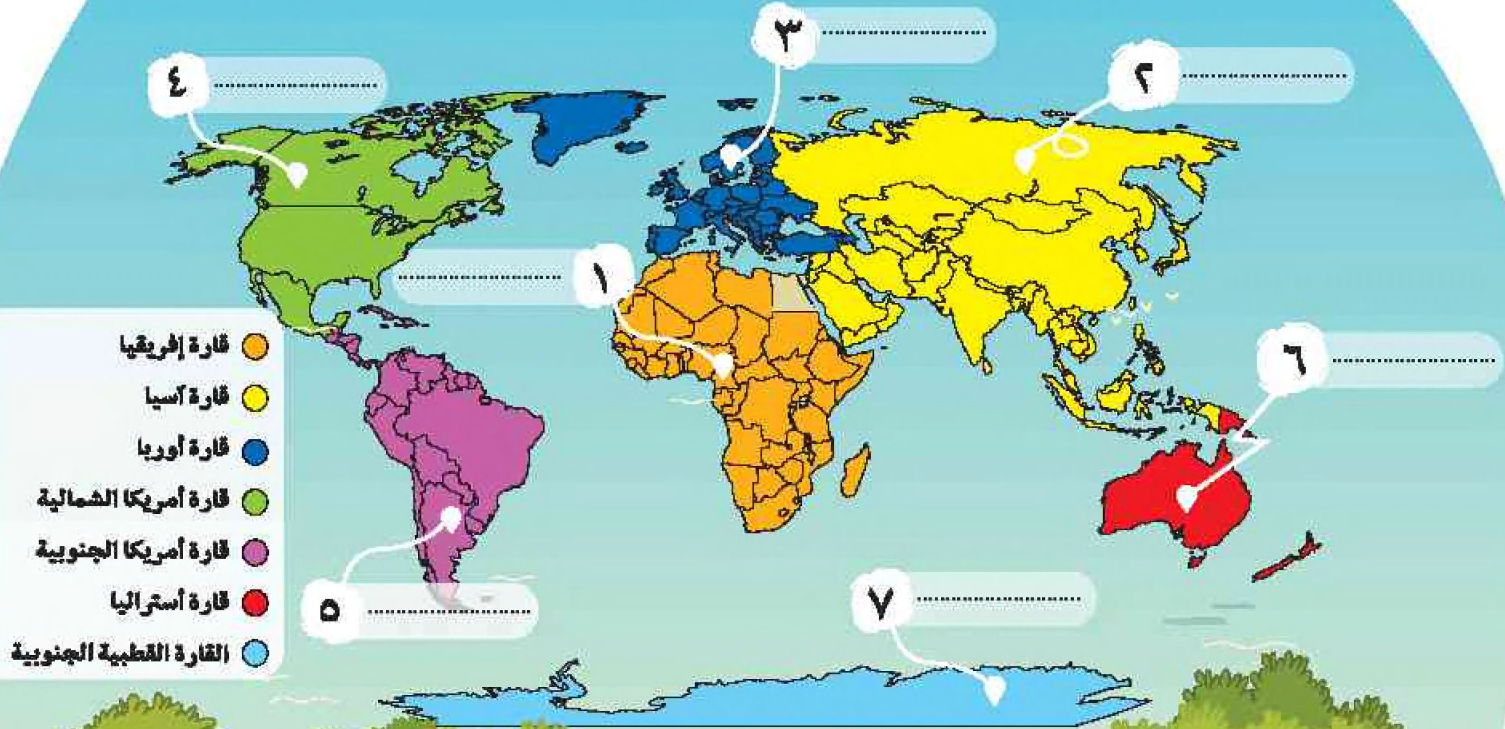 ٣ ..............................
٤ ..............................
٢ ..............................
١ ..............................
٦ ..............................
٥ ..............................
٧ ..............................
قارة إفريقيا
قارة آسيا
قارة أوربا
قارة أمريكا الشمالية
قارة أمريكا الجنوبية
قارة أستراليا
القارة القطبية الجنوبية